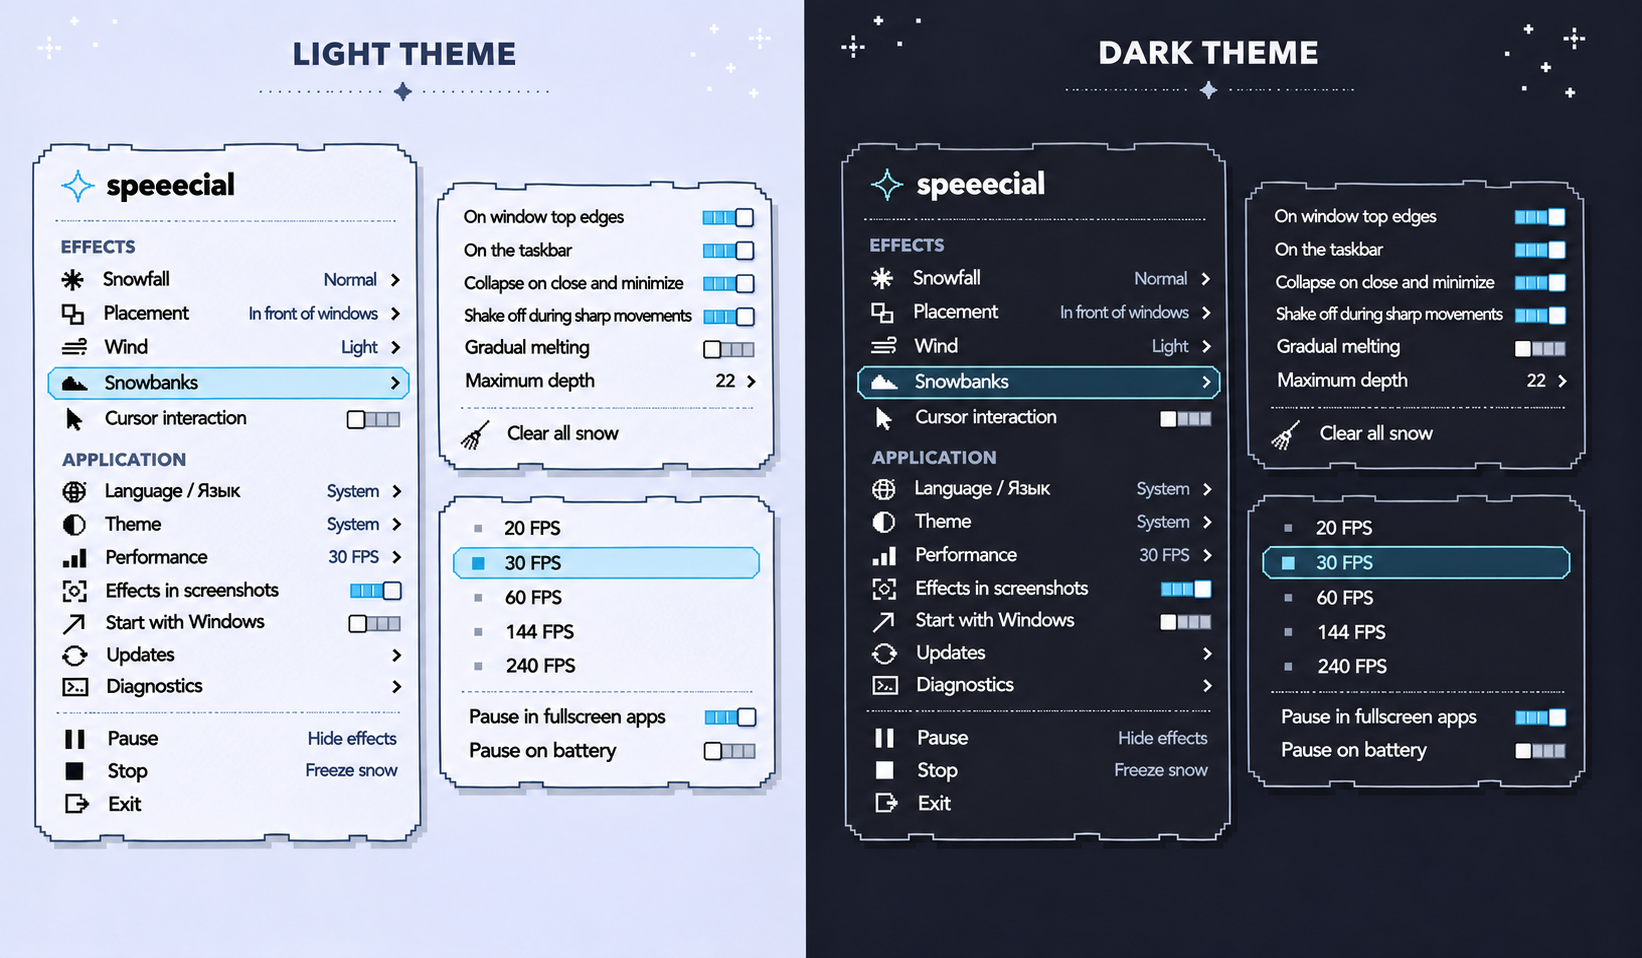 LIGHT THEME
speeecial
EFFECTS
Snowfall Normal
Placement In front of windows
Wind Light
Snowbanks
Cursor interaction
APPLICATION
Language / Язык System
Theme System
Performance 30 FPS
Effects in screenshots
Start with Windows
Updates
Diagnostics
Pause Hide effects
Stop Freeze snow
Exit
On window top edges
On the taskbar
Collapse on close and minimize
Shake off during sharp movements
Gradual melting
Maximum depth 22
Clear all snow
20 FPS
30 FPS
60 FPS
144 FPS
240 FPS
Pause in fullscreen apps
Pause on battery
DARK THEME
speeecial
EFFECTS
Snowfall Normal
Placement In front of windows
Wind Light
Snowbanks
Cursor interaction
APPLICATION
Language / Язык System
Theme System
Performance 30 FPS
Effects in screenshots
Start with Windows
Updates
Diagnostics
Pause Hide effects
Stop Freeze snow
Exit
On window top edges
On the taskbar
Collapse on close and minimize
Shake off during sharp movements
Gradual melting
Maximum depth 22
Clear all snow
20 FPS
30 FPS
60 FPS
144 FPS
240 FPS
Pause in fullscreen apps
Pause on battery